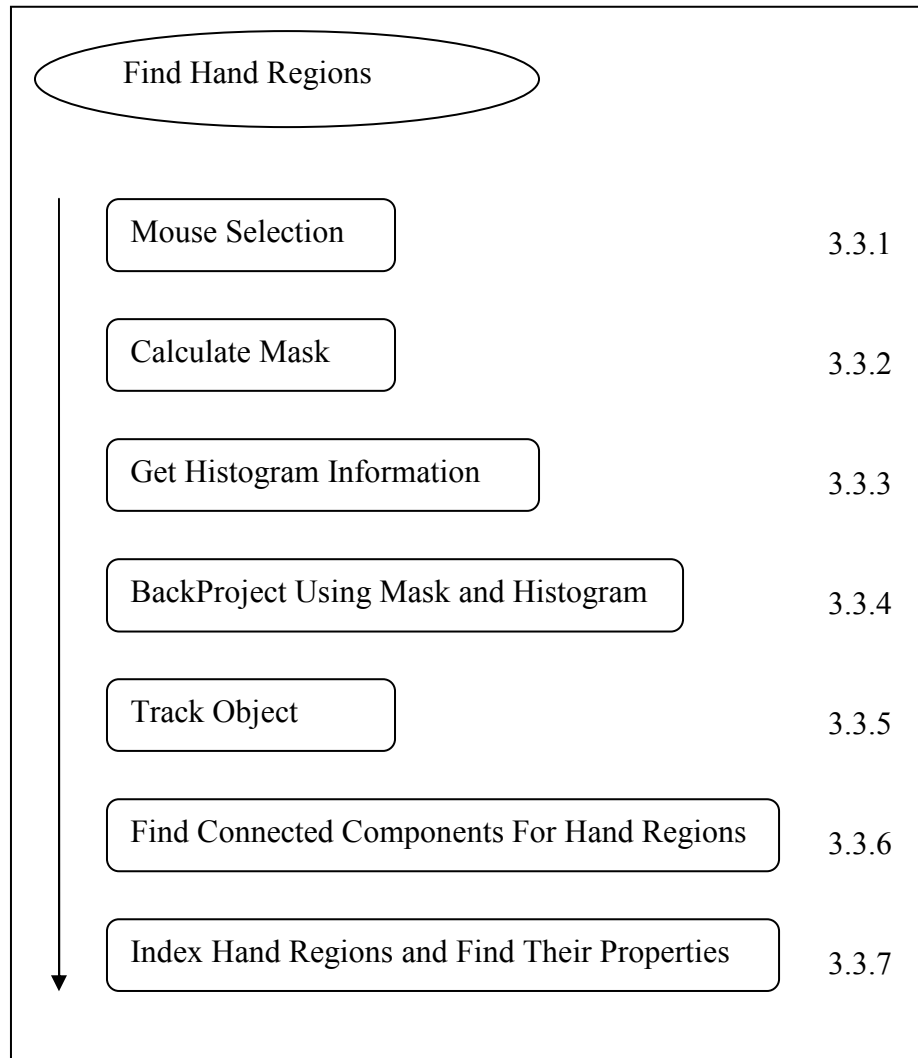 Find Hand Regions
Mouse Selection 3.3.1
Calculate Mask 3.3.2
Get Histogram Information 3.3.3
BackProject Using Mask and Histogram 3.3.4
Track Object 3.3.5
Find Connected Components For Hand Regions 3.3.6
Index Hand Regions and Find Their Properties 3.3.7